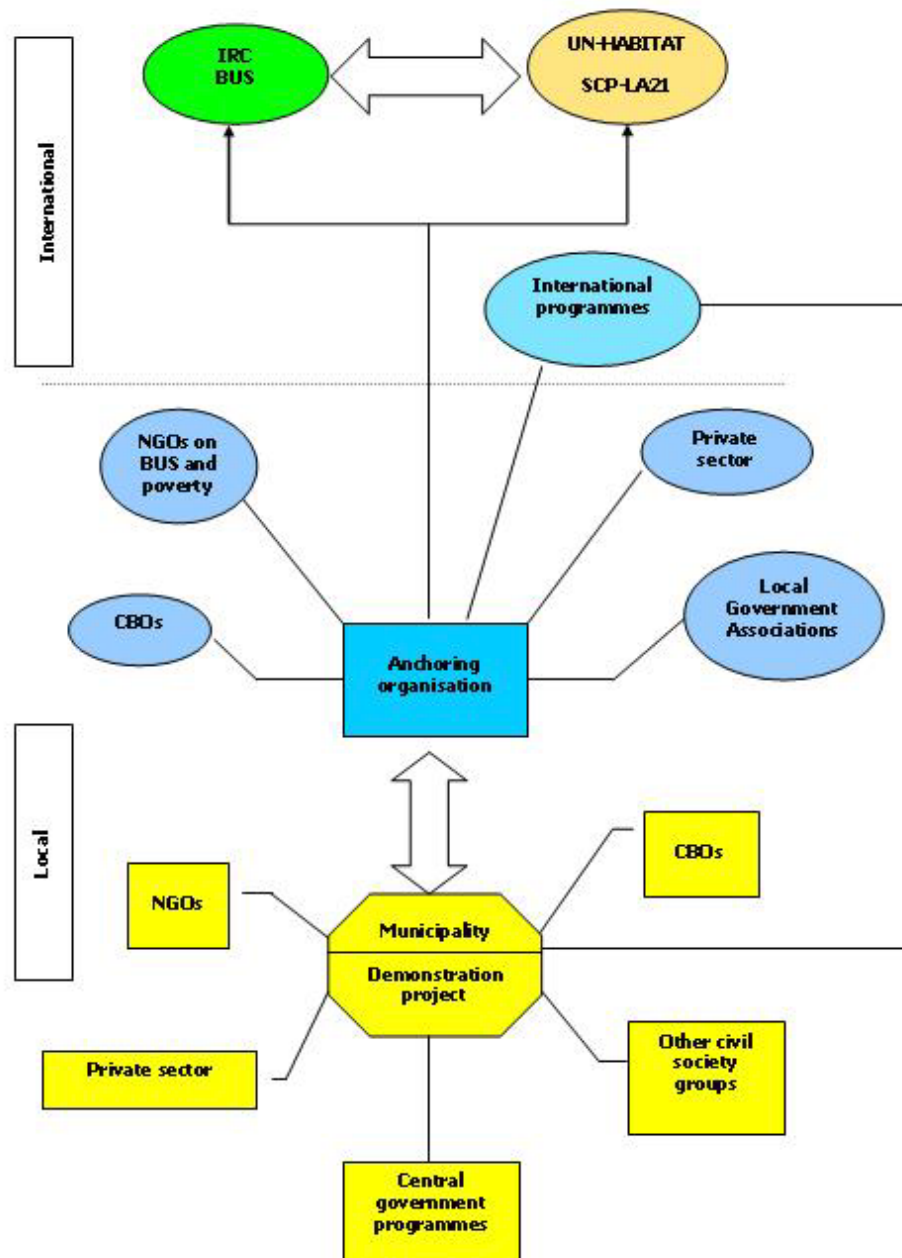 IRC
BUS
UN-HABITAT
SCP-LA21
International
International
programmes
NGOs on
BUS and
poverty
Private
sector
CBOs
Local
Government
Associations
Anchoring
organisation
Local
CBOs
NGOs
Municipality
Demonstration
project
Private sector
Other civil
society
groups
Central
government
programmes